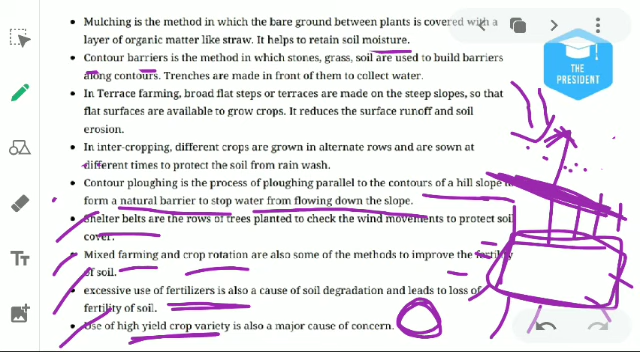 Mulching is the method in which the bare ground between plants is covered with a
layer of organic matter like straw. It helps to retain soil moisture.
Contour barriers is the method in which stones, grass, soil are used to build barriers
along contours. Trenches are made in front of them to collect water.
In Terrace farming, broad flat steps or terraces are made on the steep slopes, so that
flat surfaces are available to grow crops. It reduces the surface runoff and soil
erosion.
In inter-cropping, different crops are grown in alternate rows and are sown at
different times to protect the soil from rain wash.
Contour ploughing is the process of ploughing parallel to the contours of a hill slope
form a natural barrier to stop water from flowing down the slope.
Shelter belts are the rows of trees planted to check the wind movements to protect soil
cover.
Mixed farming and crop rotation are also some of the methods to improve the fertility
of soil.
excessive use of fertilizers is also a cause of soil degradation and leads to loss of
fertility of soil.
Use of high yield crop variety is also a major cause of concern.
THE
PRESIDENT
Tт